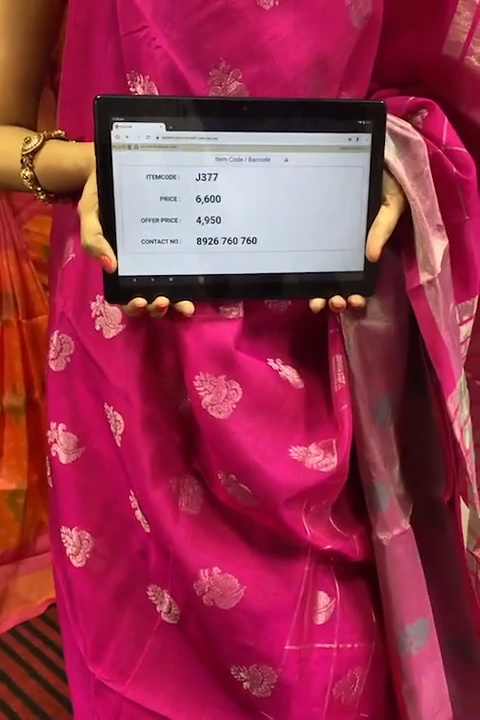 Item Code / Barcode
ITEMCODE : J377
PRICE : 6,600
OFFER PRICE : 4,950
CONTACT NO : 8926 760 760